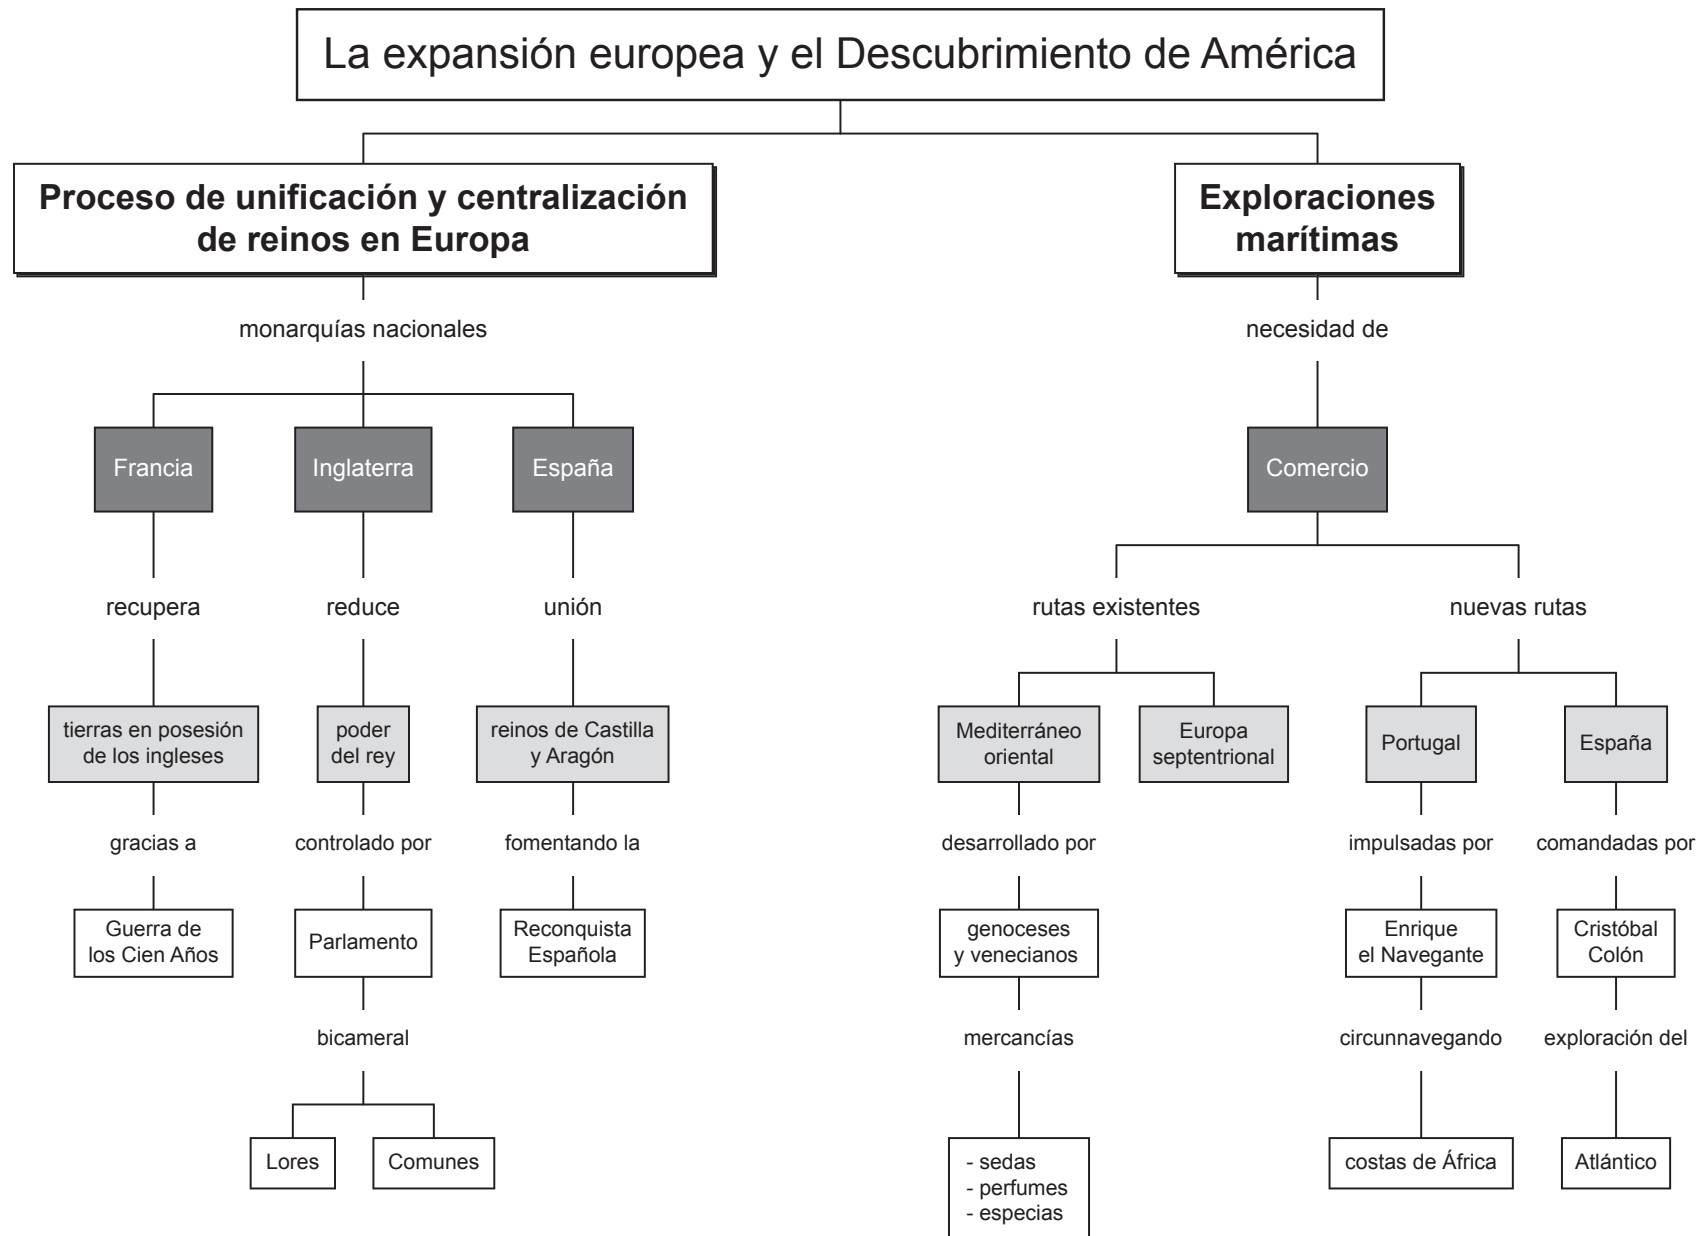 La expansión europea y el Descubrimiento de América
Proceso de unificación y centralización
de reinos en Europa
Exploraciones
marítimas
monarquías nacionales
necesidad de
Francia
Inglaterra
España
Comercio
recupera
reduce
unión
rutas existentes
nuevas rutas
tierras en posesión
de los ingleses
poder
del rey
reinos de Castilla
y Aragón
Mediterráneo
oriental
Europa
septentrional
Portugal
España
gracias a
controlado por
fomentando la
desarrollado por
impulsadas por
comandadas por
Guerra de
los Cien Años
Parlamento
Reconquista
Española
genoceses
y venecianos
Enrique
el Navegante
Cristóbal
Colón
bicameral
mercancías
circunnavegando
exploración del
Lores
Comunes
- sedas
- perfumes
- especias
costas de África
Atlántico